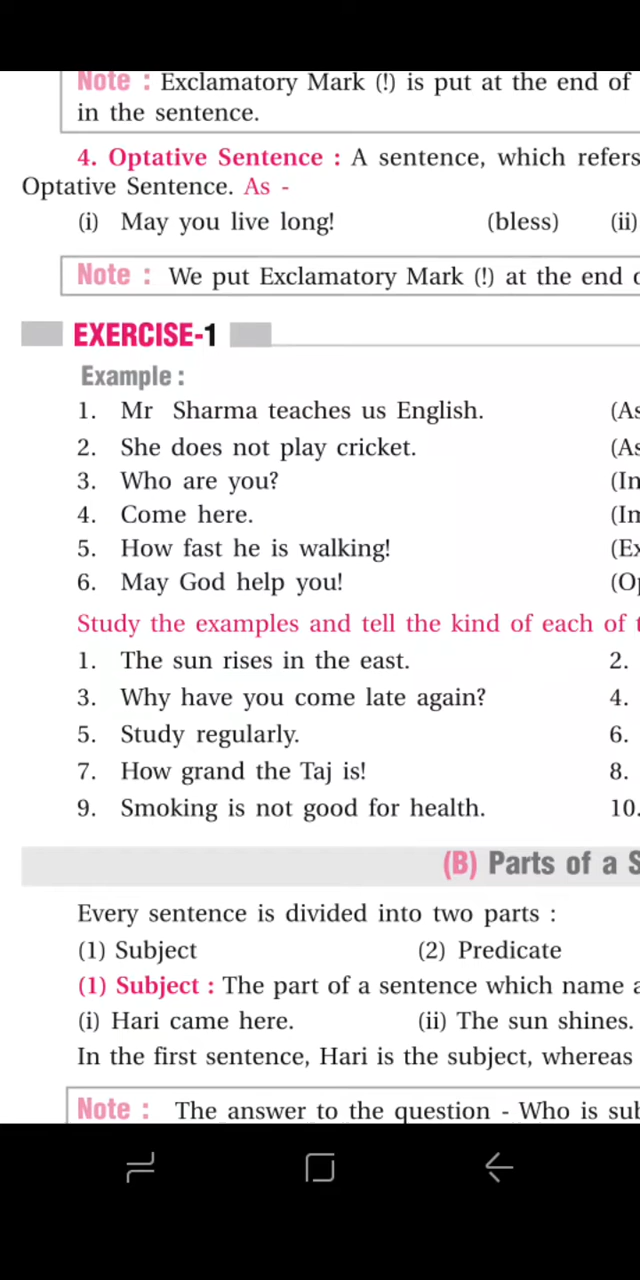 Note : Exclamatory Mark (!) is put at the end of
in the sentence.
4. Optative Sentence : A sentence, which refers
Optative Sentence. As -
(i) May you live long! (bless) (ii)
Note : We put Exclamatory Mark (!) at the end
EXERCISE-1
Example :
1. Mr Sharma teaches us English. (As
2. She does not play cricket. (As
3. Who are you? (In
4. Come here. (Im
5. How fast he is walking! (Ex
6. May God help you! (Op
Study the examples and tell the kind of each of
1. The sun rises in the east. 2.
3. Why have you come late again? 4.
5. Study regularly. 6.
7. How grand the Taj is! 8.
9. Smoking is not good for health. 10.
(B) Parts of a S
Every sentence is divided into two parts :
(1) Subject (2) Predicate
(1) Subject : The part of a sentence which name
(i) Hari came here. (ii) The sun shines.
In the first sentence, Hari is the subject, whereas
Note : The answer to the question - Who is sub